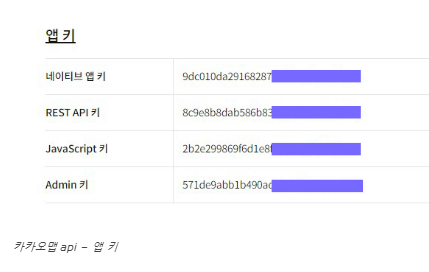 앱 키
네이티브 앱 키 9dc010da29168287
REST API 키 8c9e8b8dab586b83
JavaScript 키 2b2e299869f6d1e8
Admin 키 571de9abb1b490a
카카오맵 api – 앱 키